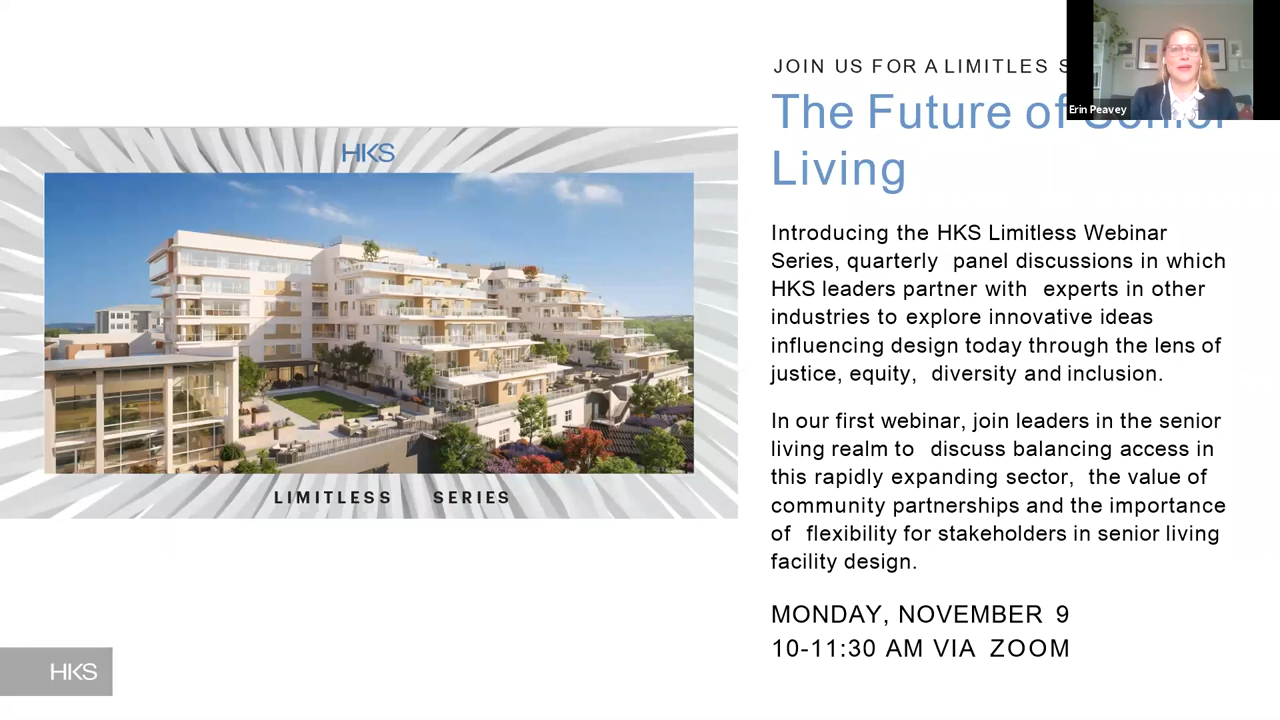 JOIN US FOR A LIMITLES
Erin Peavey
The Future of
Living
HKS
LIMITLESS SERIES
Introducing the HKS Limitless Webinar
Series, quarterly panel discussions in which
HKS leaders partner with experts in other
industries to explore innovative ideas
influencing design today through the lens of
justice, equity, diversity and inclusion.
In our first webinar, join leaders in the senior
living realm to discuss balancing access in
this rapidly expanding sector, the value of
community partnerships and the importance
of flexibility for stakeholders in senior living
facility design.
MONDAY, NOVEMBER 9
10-11:30 AM VIA ZOOM
HKS